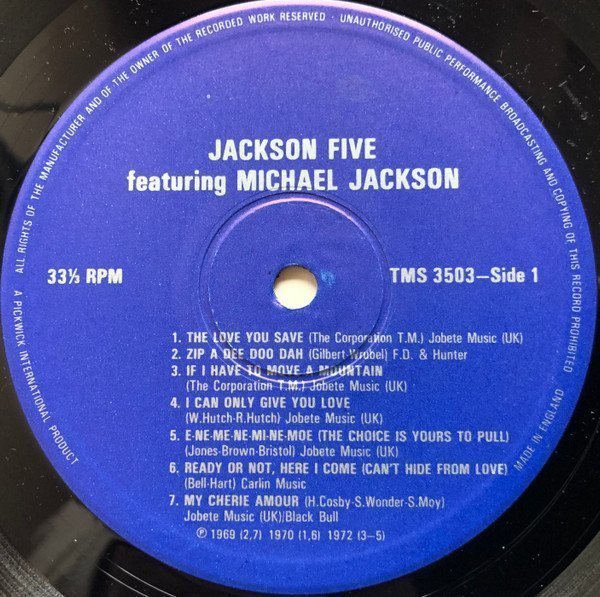 ALL RIGHTS OF THE MANUFACTURER AND OF THE OWNER OF THE RECORDED WORK RESERVED · UNAUTHORISED PUBLIC PERFORMANCE BROADCASTING AND COPYING OF THIS RECORD PROHIBITED
JACKSON FIVE
featuring MICHAEL JACKSON
33⅓ RPM
TMS 3503–Side 1
1. THE LOVE YOU SAVE (The Corporation T.M.) Jobete Music (UK)
2. ZIP A DEE DOO DAH (Gilbert-Wrubel) F.D. & Hunter
3. IF I HAVE TO MOVE A MOUNTAIN
(The Corporation T.M.) Jobete Music (UK)
4. I CAN ONLY GIVE YOU LOVE
(W.Hutch-R.Hutch) Jobete Music (UK)
5. E-NE-ME-NE-MI-NE-MOE (THE CHOICE IS YOURS TO PULL)
(Jones-Brown-Bristol) Jobete Music (UK)
6. READY OR NOT, HERE I COME (CAN'T HIDE FROM LOVE)
(Bell-Hart) Carlin Music
7. MY CHERIE AMOUR (H.Cosby-S.Wonder-S.Moy)
Jobete Music (UK)/Black Bull
℗ 1969 (2,7) 1970 (1,6) 1972 (3–5)
A PICKWICK INTERNATIONAL PRODUCT
MADE IN ENGLAND